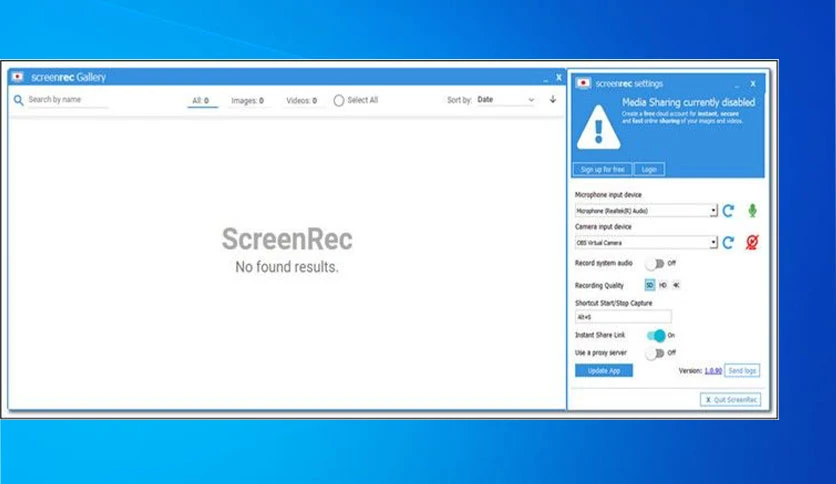 screenrec Gallery
Search by name
All: 0 Images: 0 Videos: 0 Select All Sort by: Date
ScreenRec
No found results.
screenrec settings
Media Sharing currently disabled
Create a free cloud account for instant, secure
and fast online sharing of your images and videos.
Sign up for free Login
Microphone input device
Microphone (Realtek(R) Audio)
Camera input device
OBS Virtual Camera
Record system audio Off
Recording Quality SD HD 4K
Shortcut Start/Stop Capture
Alt+S
Instant Share Link On
Use a proxy server Off
Update App Version: 1.0.90 Send logs
X Quit ScreenRec